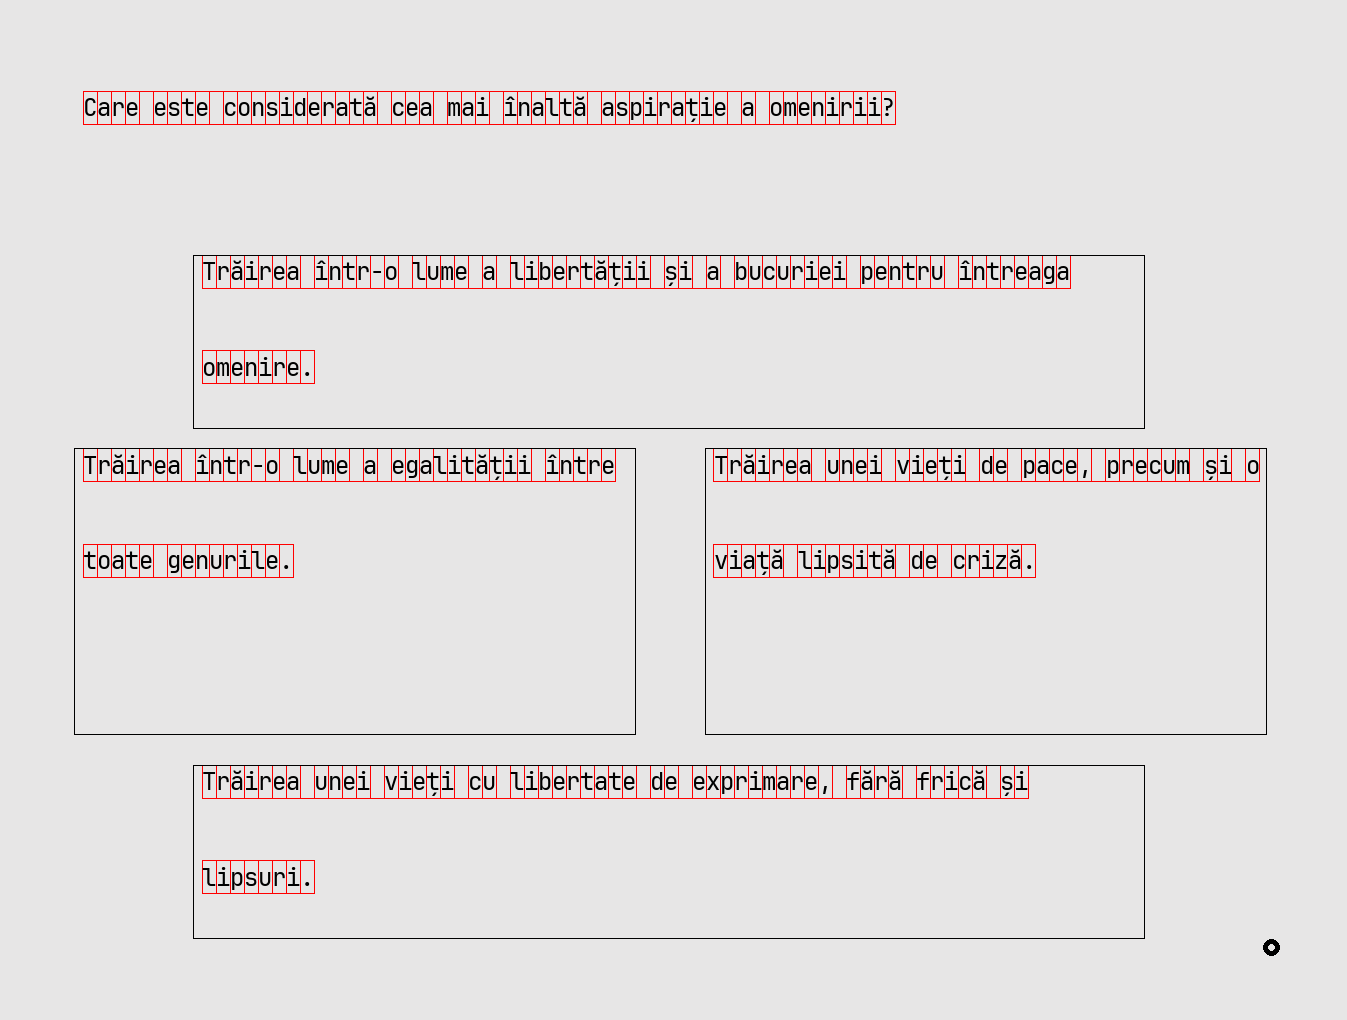 Care este considerată cea mai înaltă aspirație a omenirii?
Trăirea într-o lume a libertății și a bucuriei pentru întreaga
omenire.
Trăirea într-o lume a egalității între
toate genurile.
Trăirea unei vieți de pace, precum și o
viață lipsită de criză.
Trăirea unei vieți cu libertate de exprimare, fără frică și
lipsuri.